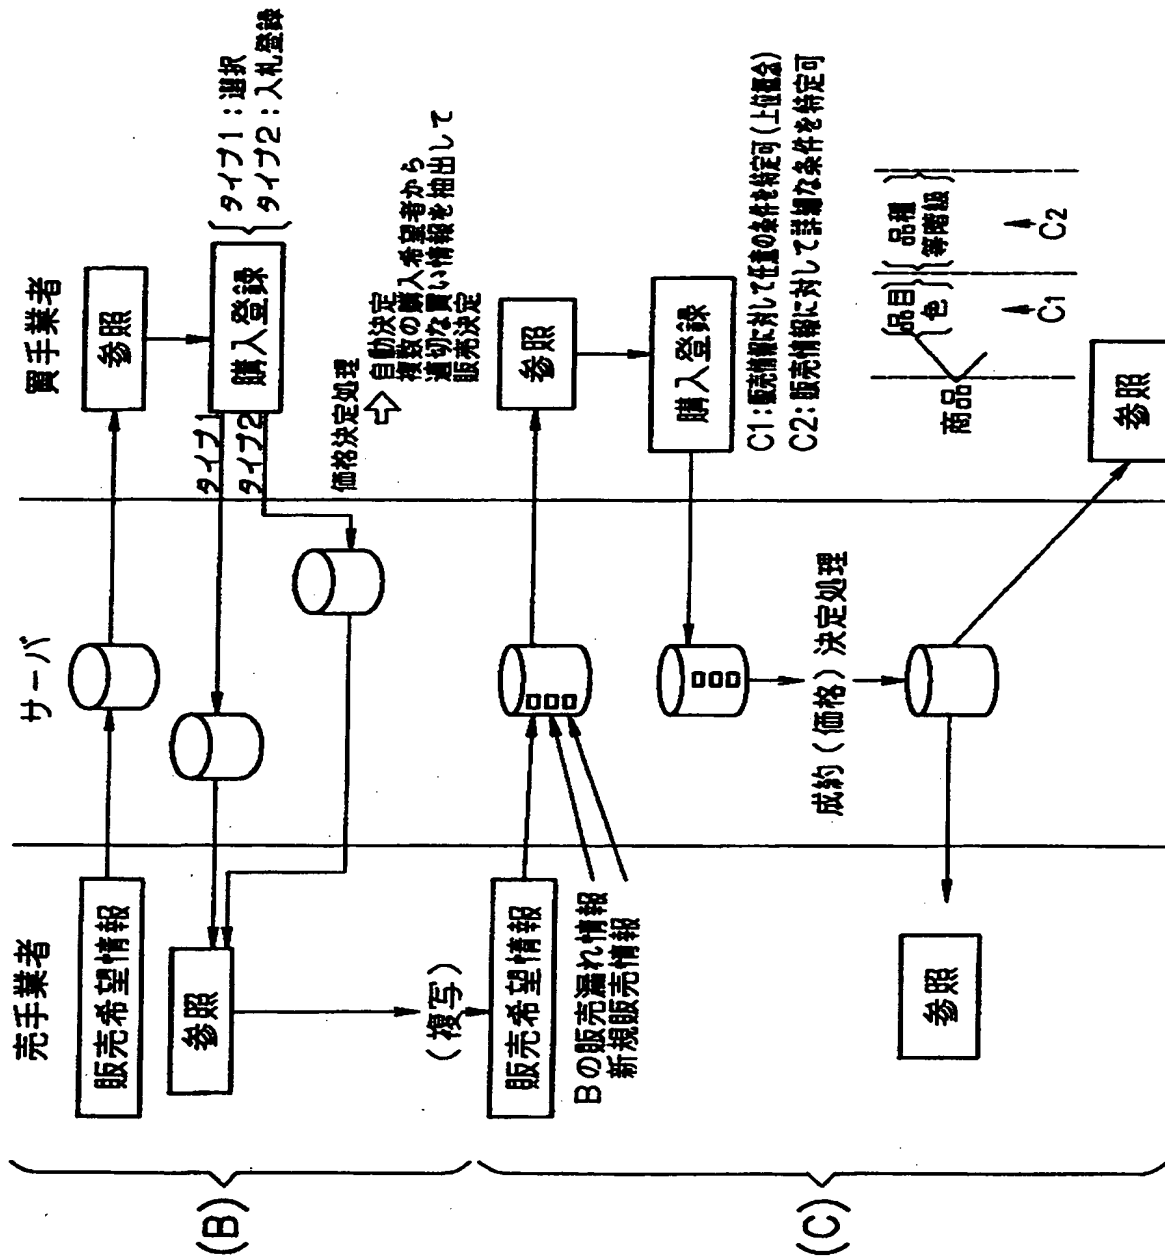 売手業者
サーバ
買手業者
(B)
販売希望情報
参照
購入登録
タイプ1:選択
タイプ2:入札登録
タイプ1
タイプ2
参照
価格決定処理
自動決定
複数の購入希望者から
適切な買い情報を抽出して
販売決定
(複写)
(C)
販売希望情報
Bの販売漏れ情報
新規販売情報
参照
購入登録
C1:販売情報に対して任意の条件を特定可(上位概念)
C2:販売情報に対して詳細な条件を特定可
成約(価格)決定処理
商品
品目
色
品種
等階級
C1
C2
参照
参照